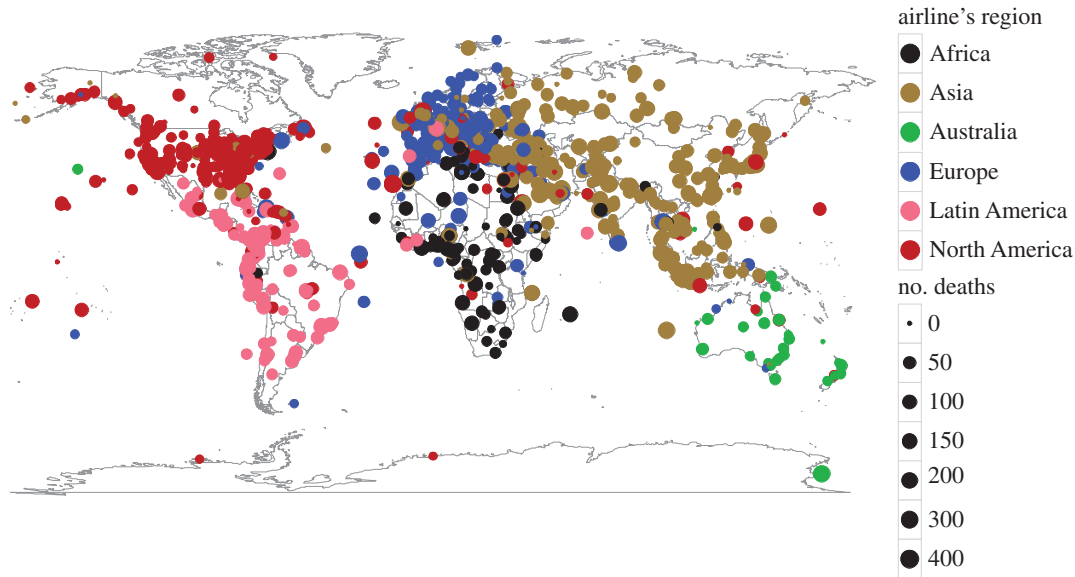 airline's region
Africa
Asia
Australia
Europe
Latin America
North America
no. deaths
0
50
100
150
200
300
400